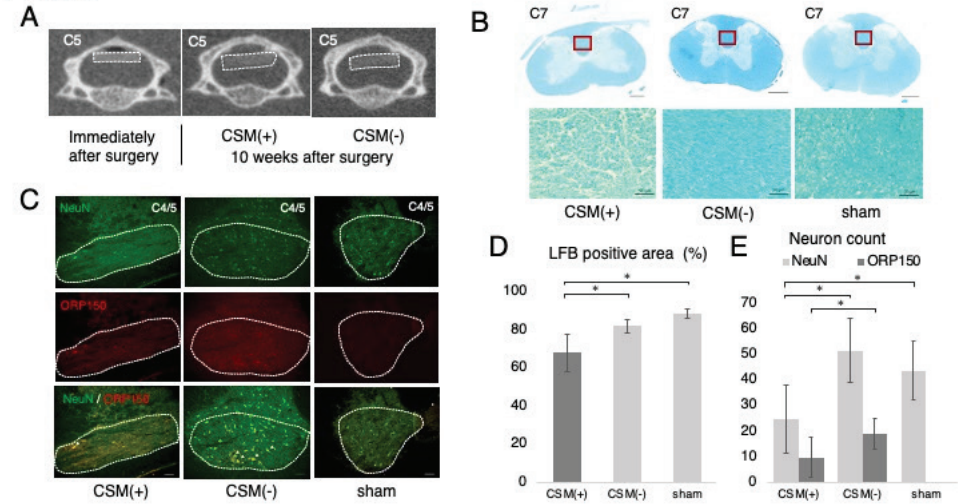 A
C5
C5
C5
Immediately
after surgery
CSM(+)
CSM(-)
10 weeks after surgery
B
C7
C7
C7
CSM(+)
CSM(-)
sham
C
NeuN
C4/5
C4/5
C4/5
ORP150
NeuN / ORP150
CSM(+)
CSM(-)
sham
D
LFB positive area (%)
100
80
60
40
20
0
*
*
CSM(+)
CSM(-)
sham
E
Neuron count
NeuN
ORP150
70
60
50
40
30
20
10
0
*
*
*
CSM(+)
CSM(-)
sham